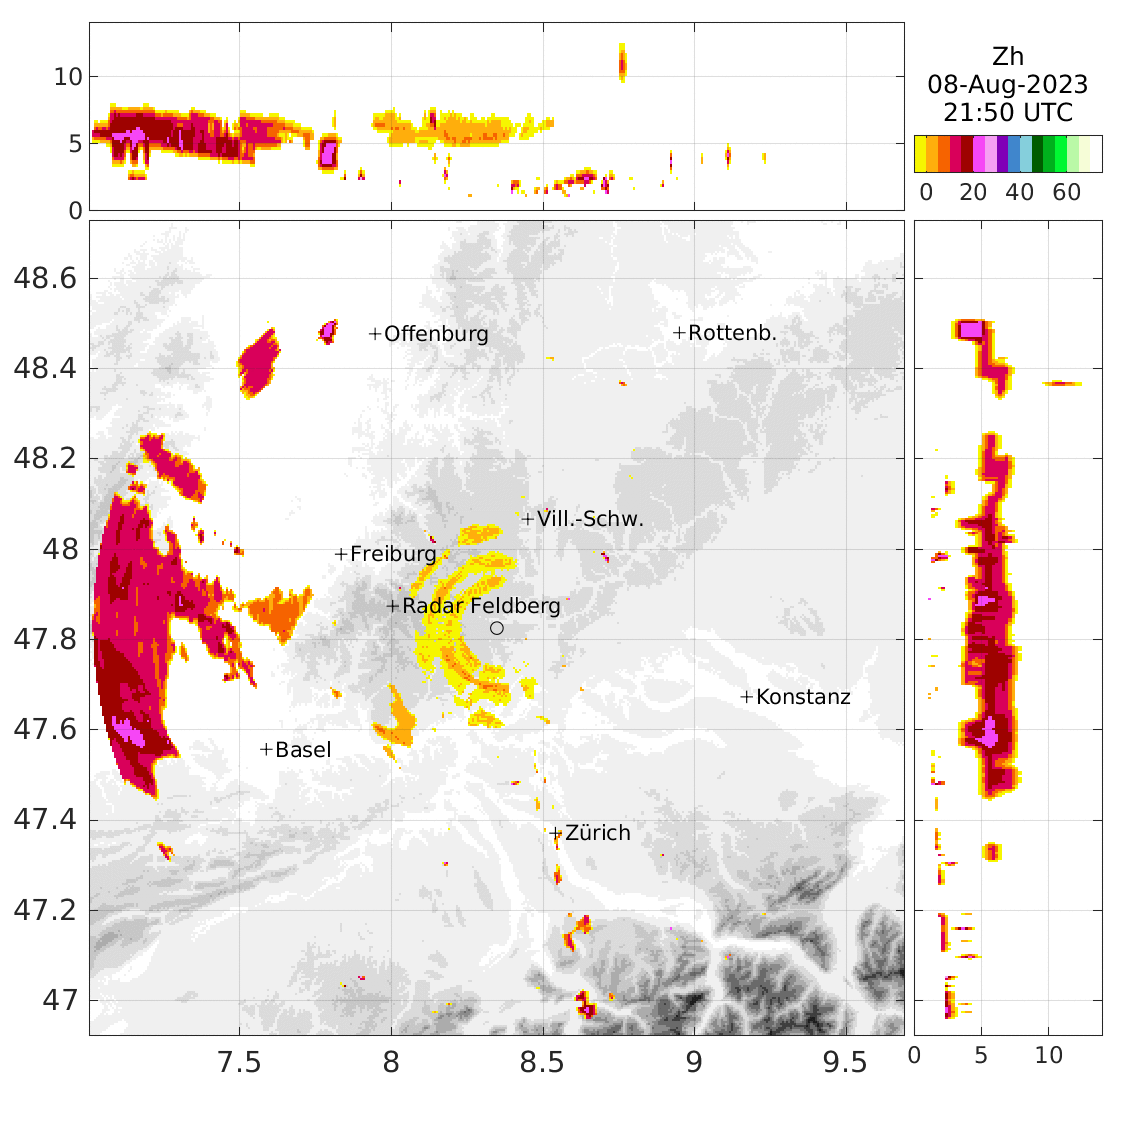 Zh
08-Aug-2023
21:50 UTC
0 20 40 60
10
5
0
48.6
48.4
48.2
48
47.8
47.6
47.4
47.2
47
+Offenburg
+Rottenb.
+Vill.-Schw.
+Freiburg
+Radar Feldberg
+Konstanz
+Basel
+Zürich
7.5 8 8.5 9 9.5
0 5 10